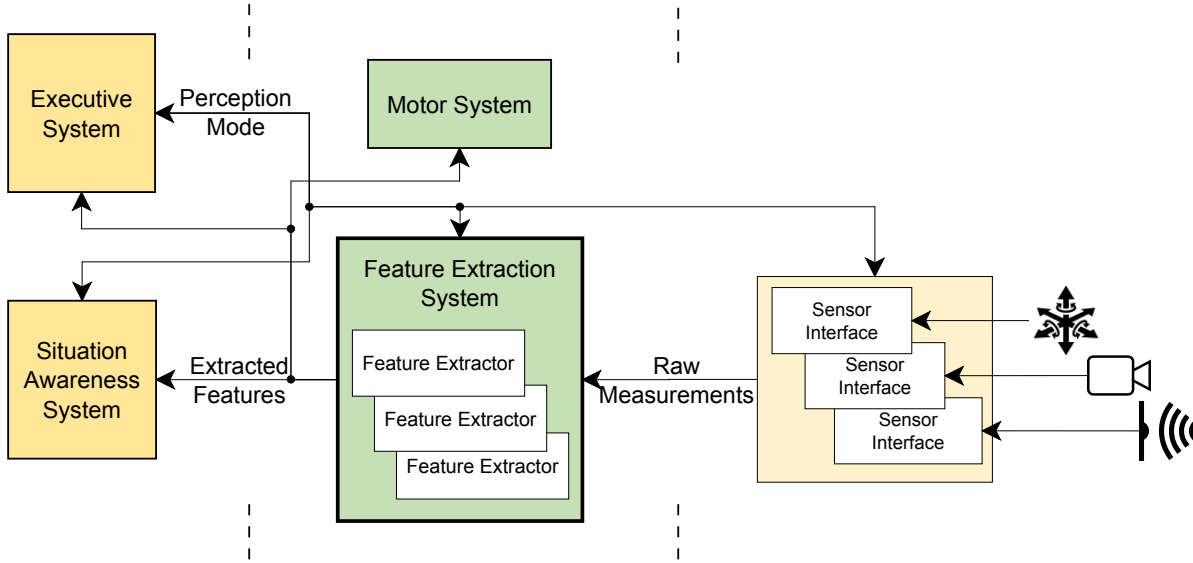 Executive
System
Perception
Mode
Motor System
Feature Extraction
System
Feature Extractor
Feature Extractor
Feature Extractor
Sensor
Interface
Sensor
Interface
Sensor
Interface
Situation
Awareness
System
Extracted
Features
Raw
Measurements